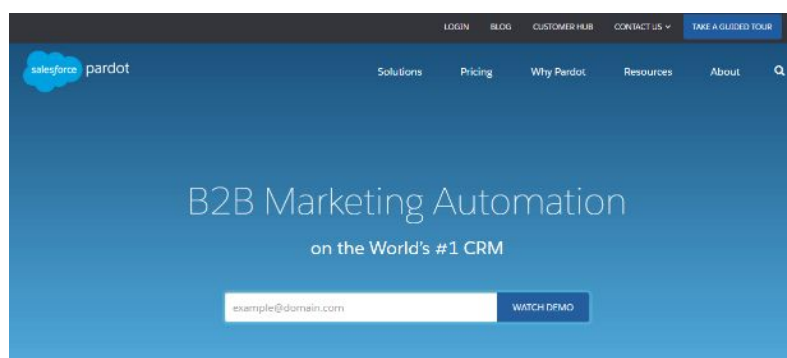 LOGIN BLOG CUSTOMER HUB CONTACT US TAKE A GUIDED TOUR
salesforce pardot Solutions Pricing Why Pardot Resources About
B2B Marketing Automation
on the World's #1 CRM
example@domain.com WATCH DEMO